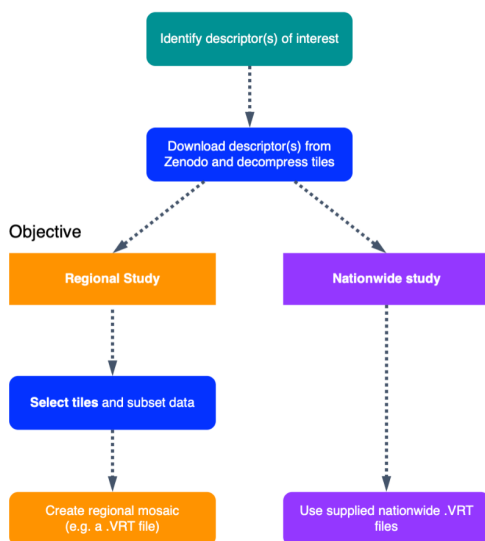 Identify descriptor(s) of interest
Download descriptor(s) from
Zenodo and decompress tiles
Objective
Regional Study
Nationwide study
Select tiles and subset data
Create regional mosaic
(e.g. a .VRT file)
Use supplied nationwide .VRT
files